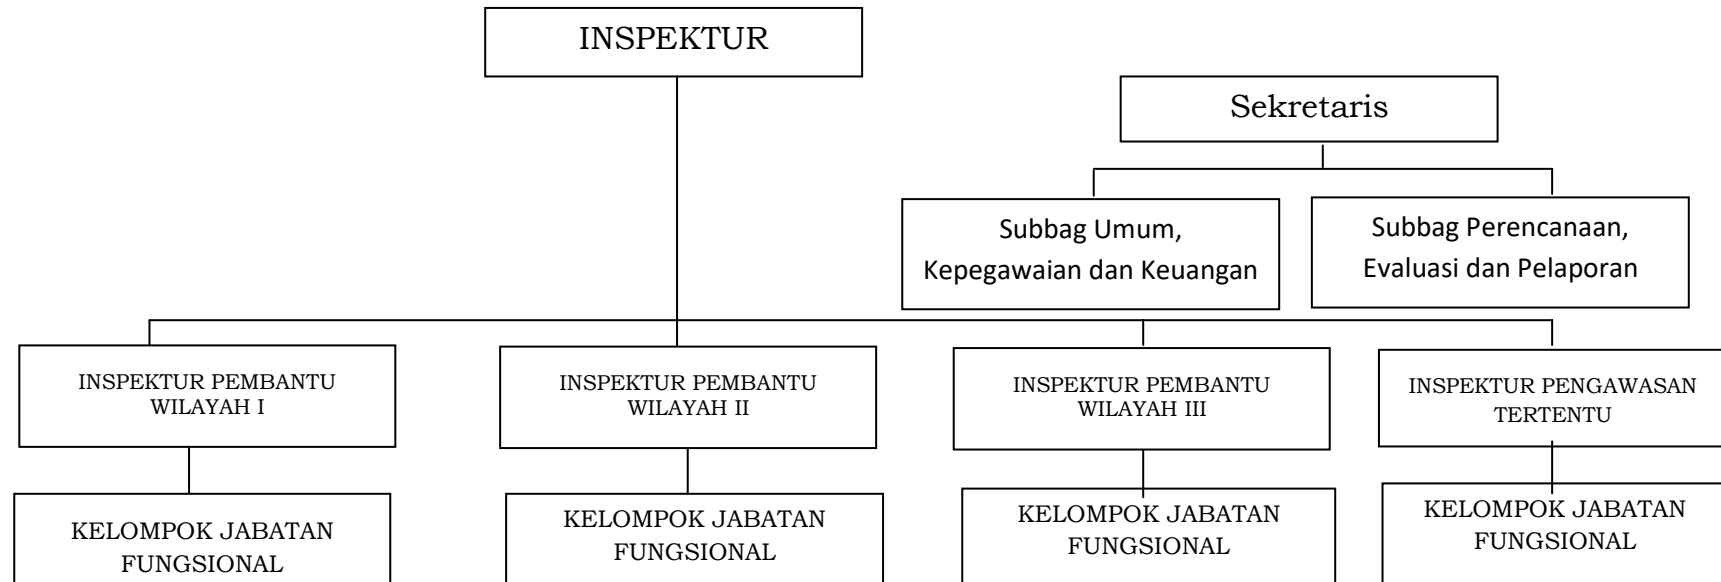 INSPEKTUR
Sekretaris
Subbag Umum,
Kepegawaian dan Keuangan
Subbag Perencanaan,
Evaluasi dan Pelaporan
INSPEKTUR PEMBANTU
WILAYAH I
INSPEKTUR PEMBANTU
WILAYAH II
INSPEKTUR PEMBANTU
WILAYAH III
INSPEKTUR PENGAWASAN
TERTENTU
KELOMPOK JABATAN
FUNGSIONAL
KELOMPOK JABATAN
FUNGSIONAL
KELOMPOK JABATAN
FUNGSIONAL
KELOMPOK JABATAN
FUNGSIONAL